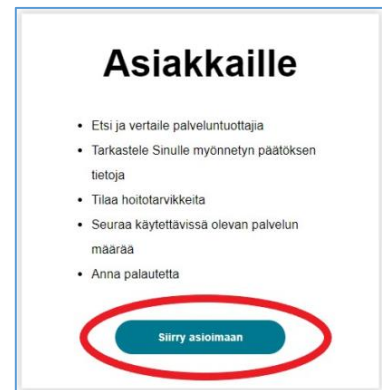 Asiakkaille
• Etsi ja vertaile palveluntuottajia
• Tarkastele Sinulle myönnetyn päätöksen
tietoja
• Tilaa hoitotarvikkeita
• Seuraa käytettävissä olevan palvelun
määrää
• Anna palautetta
Siirry asioimaan